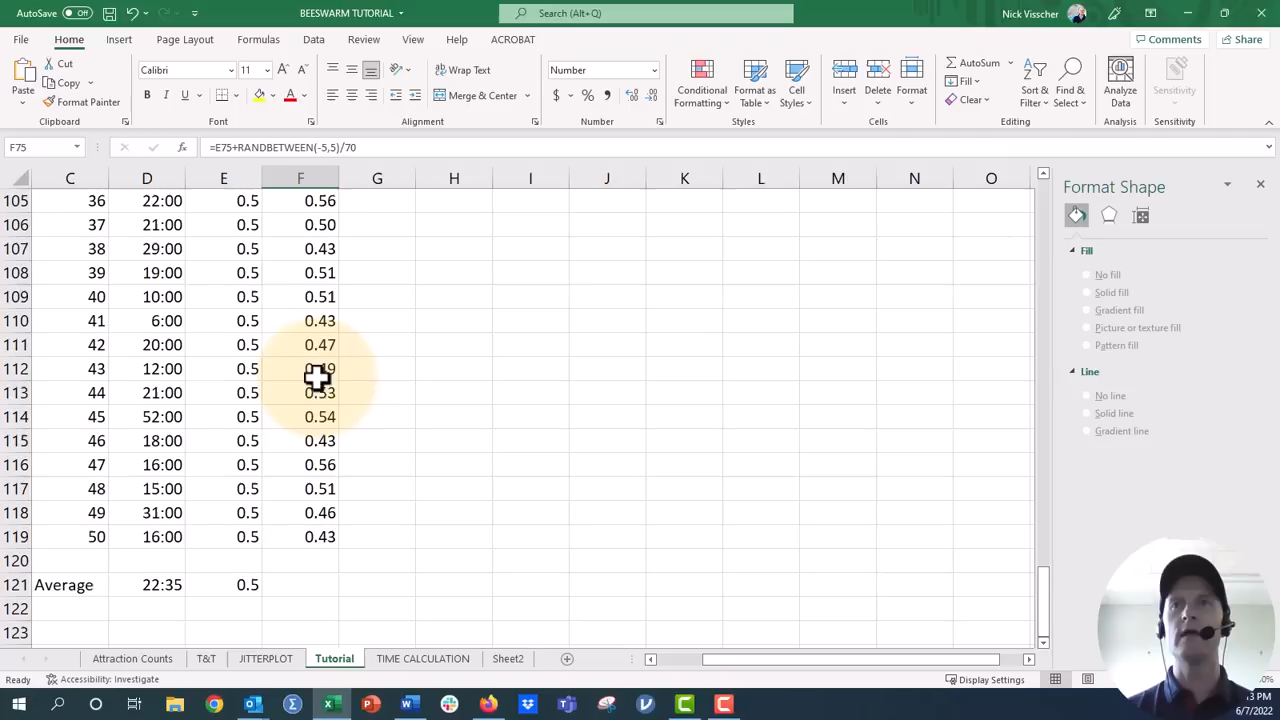 AutoSave Off BEESWARM TUTORIAL Search (Alt+Q) Nick Visscher
File Home Insert Page Layout Formulas Data Review View Help ACROBAT Comments Share
Paste Cut Copy Format Painter Calibri 11 B I U Wrap Text Merge & Center Number $ % Conditional Formatting Format as Table Cell Styles Insert Delete Format AutoSum Fill Clear Sort & Filter Find & Select Analyze Data Sensitivity
Clipboard Font Alignment Number Styles Cells Editing Analysis Sensitivity
F75 =E75+RANDBETWEEN(-5,5)/70
C D E F G H I J K L M N O
105 36 22:00 0.5 0.56
106 37 21:00 0.5 0.50
107 38 29:00 0.5 0.43
108 39 19:00 0.5 0.51
109 40 10:00 0.5 0.51
110 41 6:00 0.5 0.43
111 42 20:00 0.5 0.47
112 43 12:00 0.5
113 44 21:00 0.5 0.53
114 45 52:00 0.5 0.54
115 46 18:00 0.5 0.43
116 47 16:00 0.5 0.56
117 48 15:00 0.5 0.51
118 49 31:00 0.5 0.46
119 50 16:00 0.5 0.43
120
121 Average 22:35 0.5
122
123
Format Shape
Fill
No fill
Solid fill
Gradient fill
Picture or texture fill
Pattern fill
Line
No line
Solid line
Gradient line
Attraction Counts T&T JITTERPLOT Tutorial TIME CALCULATION Sheet2
Ready Accessibility: Investigate Display Settings
6/7/2022